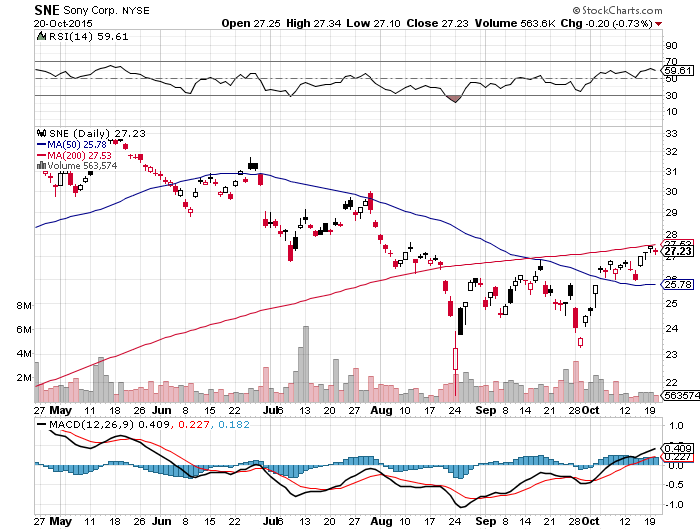 SNE Sony Corp. NYSE © StockCharts.com
20-Oct-2015 Open 27.25 High 27.34 Low 27.10 Close 27.23 Volume 563.6K Chg -0.20 (-0.73%)
RSI(14) 59.61
90
70
59.61
50
30
10
SNE (Daily) 27.23
MA(50) 25.78
MA(200) 27.53
Volume 563,574
33
32
31
30
29
28
27.53
27.23
26
25.78
25
24
23
22
8M
6M
4M
2M
563574
27 May 11 18 26 Jun 8 15 22 Jul 6 13 20 27 Aug 10 17 24 Sep 8 14 21 28 Oct 12 19
MACD(12,26,9) 0.409, 0.227, 0.182
1.0
0.409
0.227
0.0
-0.5
-1.0
27 May 11 18 26 Jun 8 15 22 Jul 6 13 20 27 Aug 10 17 24 Sep 8 14 21 28 Oct 12 19